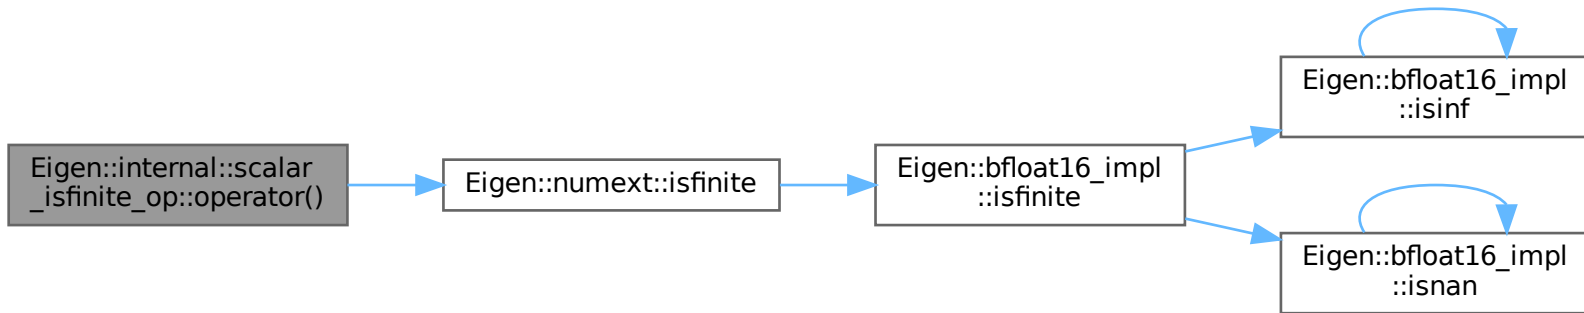 Eigen::internal::scalar
_isfinite_op::operator()
Eigen::numext::isfinite
Eigen::bfloat16_impl
::isfinite
Eigen::bfloat16_impl
::isinf
Eigen::bfloat16_impl
::isnan